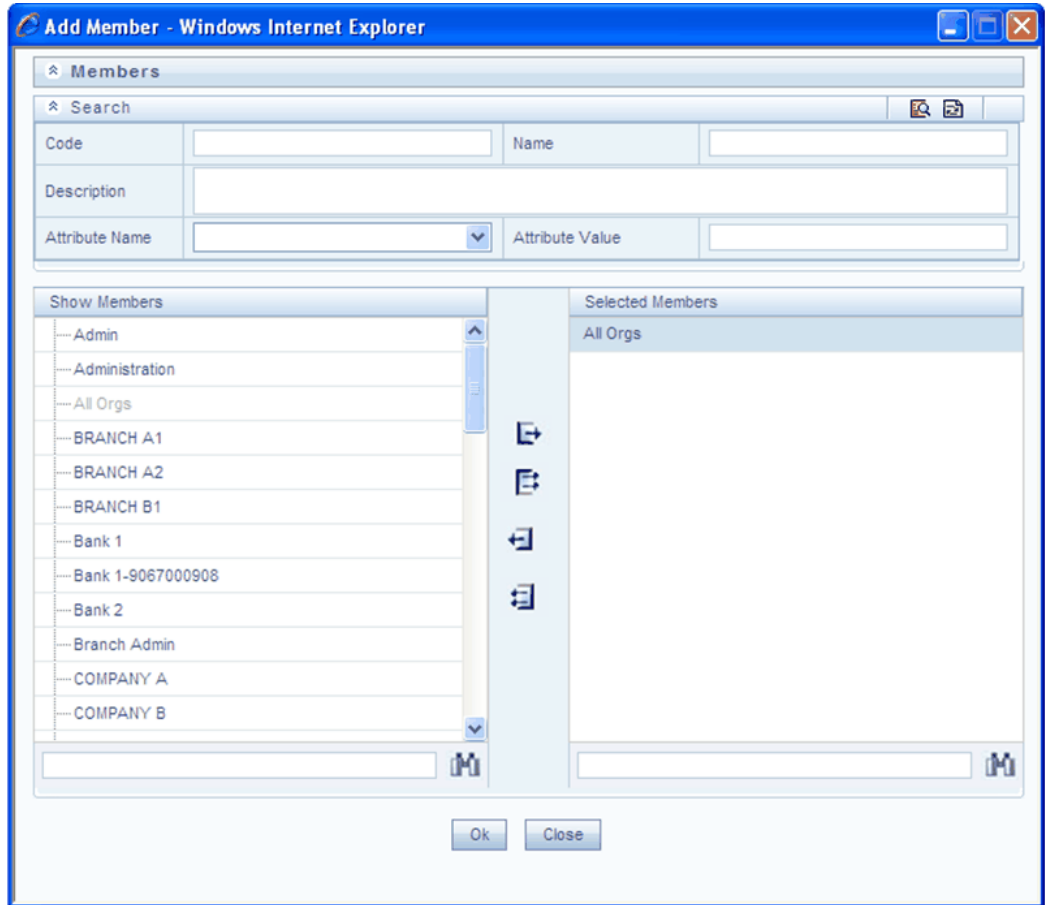 Add Member - Windows Internet Explorer
Members
Search
Code
Name
Description
Attribute Name
Attribute Value
Show Members
Selected Members
Admin
All Orgs
Administration
All Orgs
BRANCH A1
BRANCH A2
BRANCH B1
Bank 1
Bank 1-9067000908
Bank 2
Branch Admin
COMPANY A
COMPANY B
Ok
Close